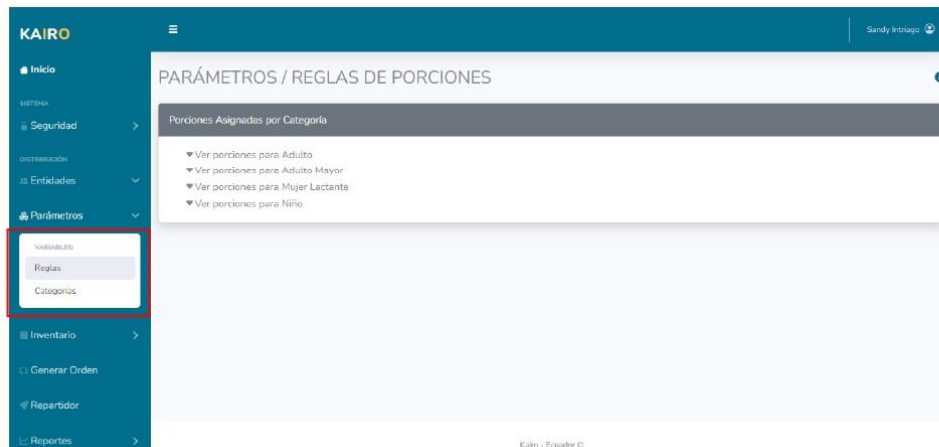 KAIRO
Sandy Intriago
Inicio
PARÁMETROS / REGLAS DE PORCIONES
SISTEMA
Seguridad
Porciones Asignadas por Categoría
DISTRIBUCIÓN
Entidades
Ver porciones para Adulto
Ver porciones para Adulto Mayor
Ver porciones para Mujer Lactante
Ver porciones para Niño
Parámetros
VARIABLES:
Reglas
Categorías
Inventario
Generar Orden
Repartidor
Reportes
Kairo - Ecuador ©